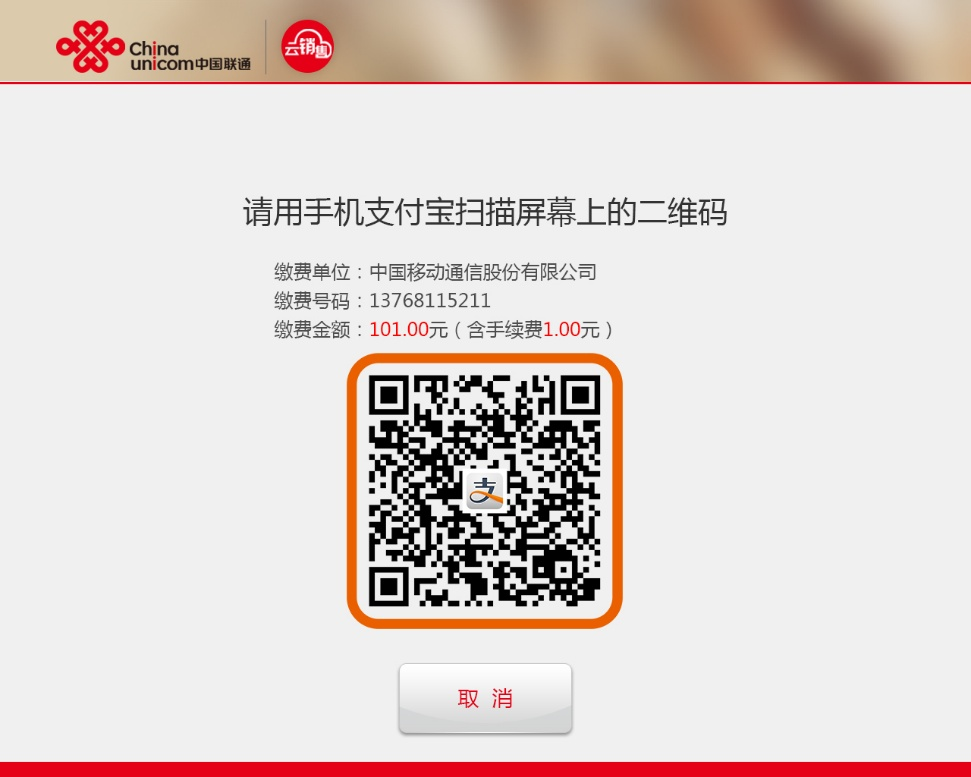 China
unicom中国联通
云销售
请用手机支付宝扫描屏幕上的二维码
缴费单位：中国移动通信股份有限公司
缴费号码：13768115211
缴费金额：101.00元（含手续费1.00元）
支
取 消